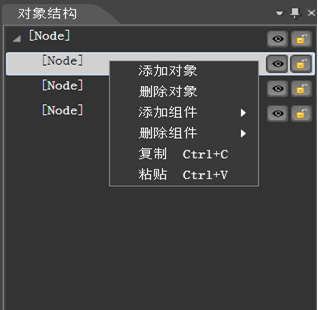 对象结构
[Node]
[Node]
[Node]
[Node]
添加对象
删除对象
添加组件
删除组件
复制 Ctrl+C
粘贴 Ctrl+V